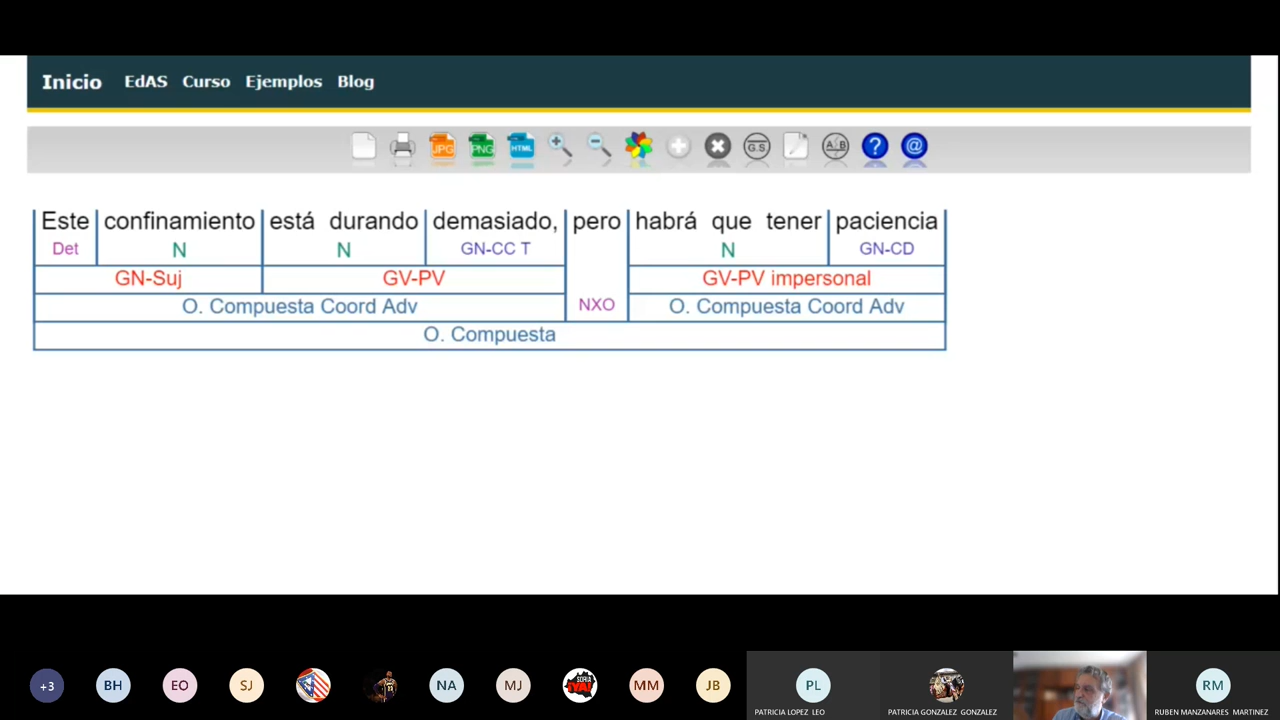 Inicio EdAS Curso Ejemplos Blog
JPG PNG HTML G.S A B ? @
Este confinamiento está durando demasiado, pero habrá que tener paciencia
Det N N GN-CC T N GN-CD
GN-Suj GV-PV GV-PV impersonal
O. Compuesta Coord Adv NXO O. Compuesta Coord Adv
O. Compuesta
+3 BH EO SJ NA MJ SOFIA ¡YA! MM JB PL RM
PATRICIA LOPEZ LEO PATRICIA GONZALEZ GONZALEZ RUBEN MANZANARES MARTINEZ